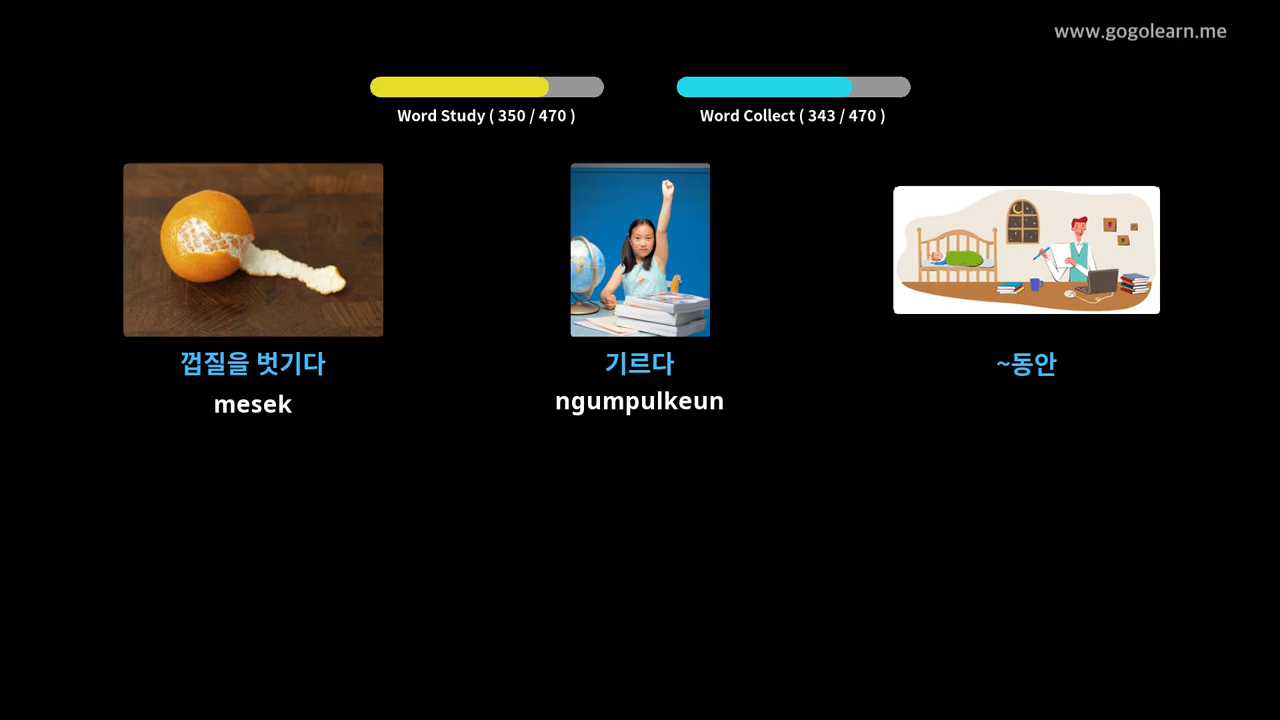 www.gogolearn.me
Word Study ( 350 / 470 )
Word Collect ( 343 / 470 )
껍질을 벗기다
기르다
~동안
mesek
ngumpulkeun